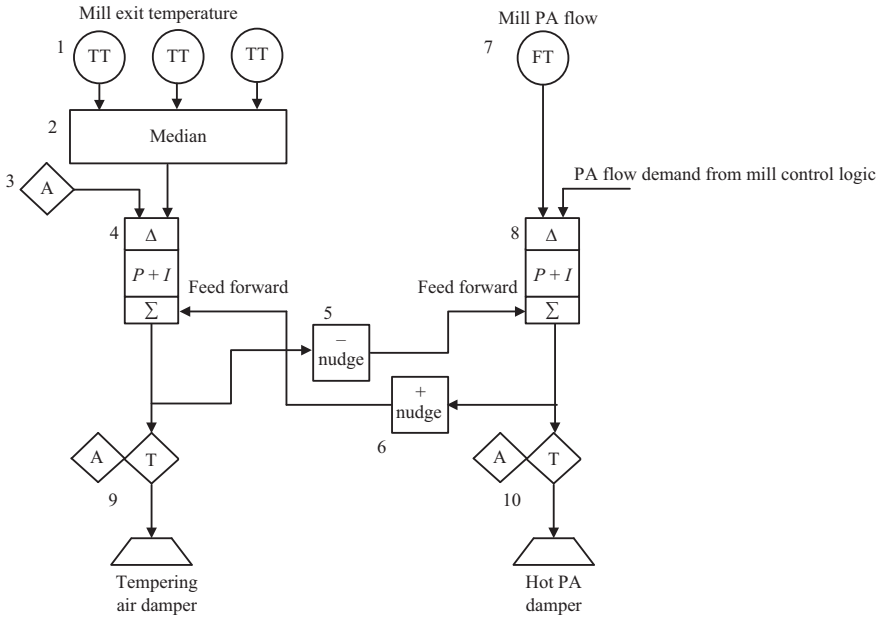 Mill exit temperature
Mill PA flow
1
TT
TT
TT
7
FT
2
Median
3
A
PA flow demand from mill control logic
4
Δ
8
Δ
P + I
P + I
Feed forward
Feed forward
Σ
Σ
5
−
nudge
+
nudge
6
A
T
A
T
9
10
Tempering
air damper
Hot PA
damper